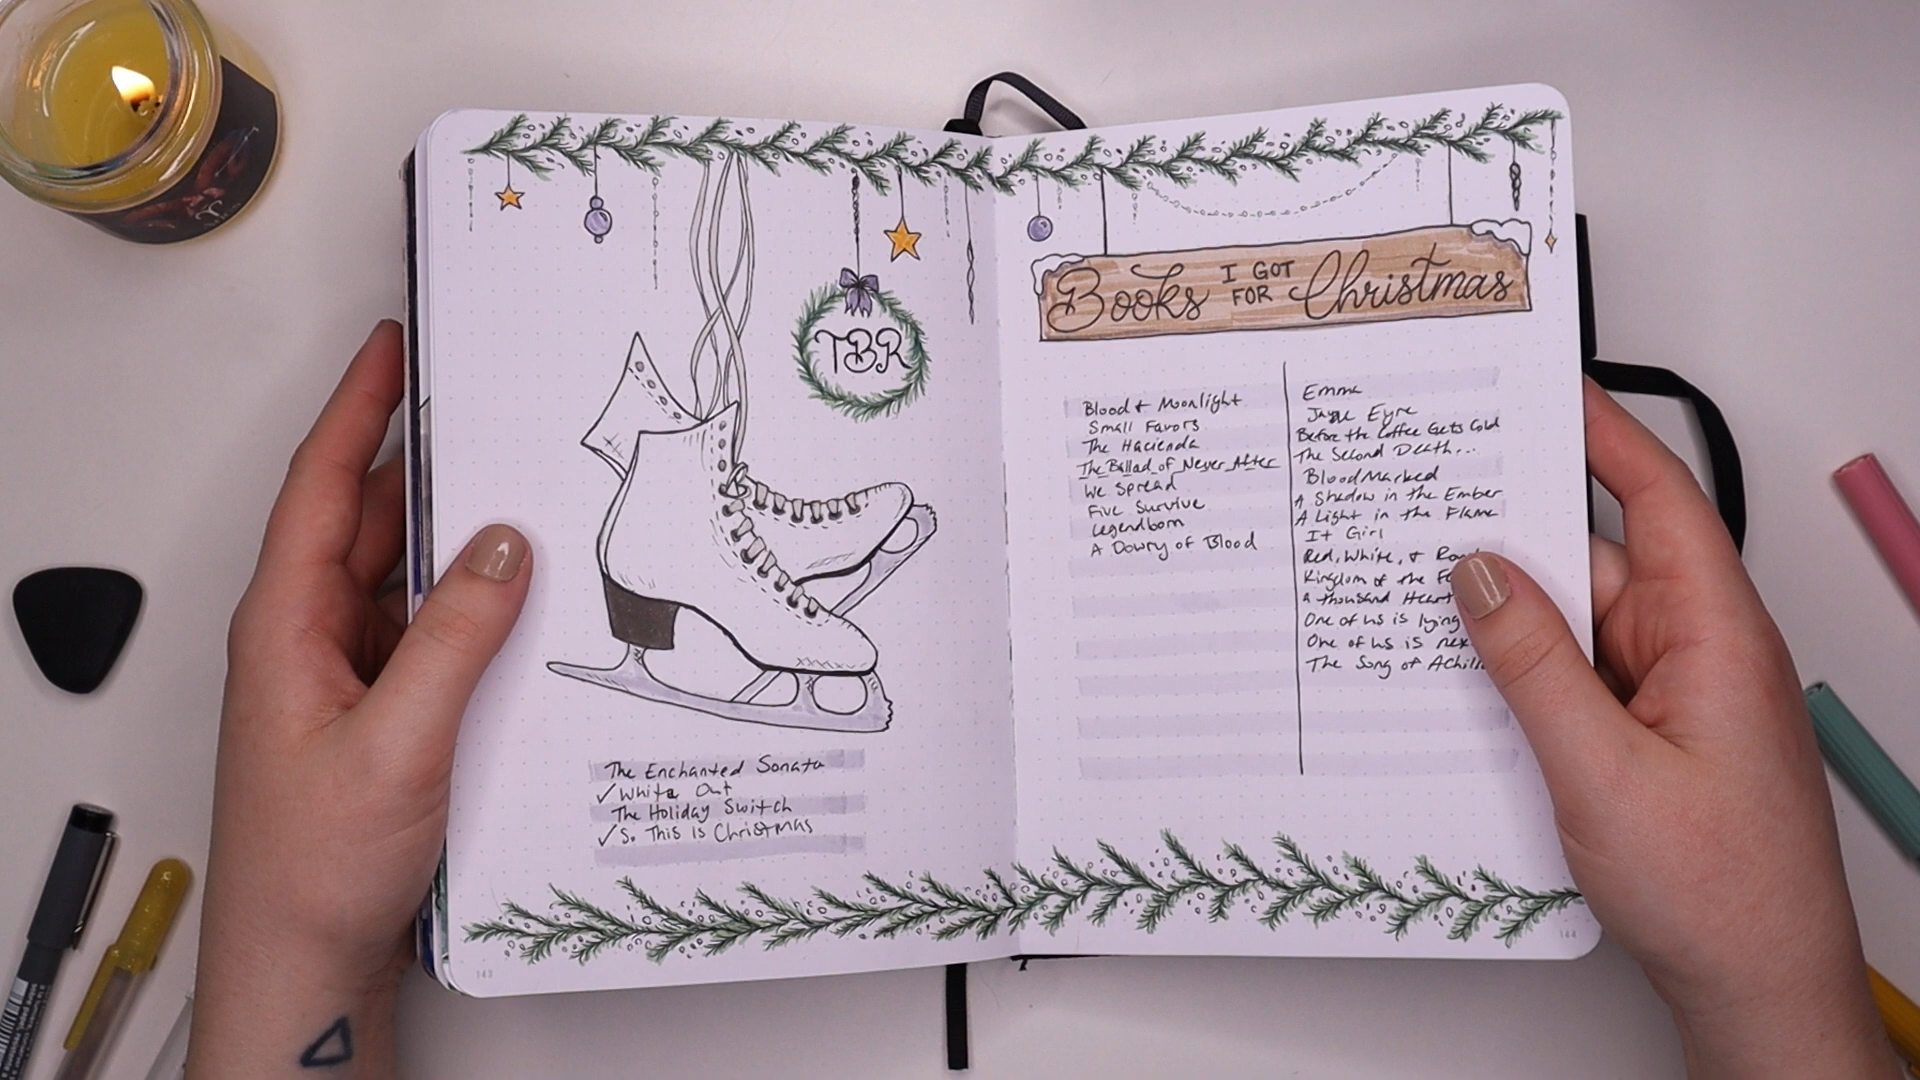 TBR
The Enchanted Sonata
✓ White Out
The Holiday Switch
✓ So This is Christmas
143
Books I GOT FOR Christmas
Blood & Moonlight
Small Favors
The Hacienda
The Ballad of Never After
We Spread
Five Survive
Legendborn
A Dowry of Blood
Emma
Jane Eyre
Before the Coffee Gets Cold
The Second Death...
BloodMarked
A Shadow in the Ember
A Light in the Flame
It Girl
Red, White, &
Kingdom of the
a thousand Heart
One of us is lying
One of us is nex
The Song of Achill
144